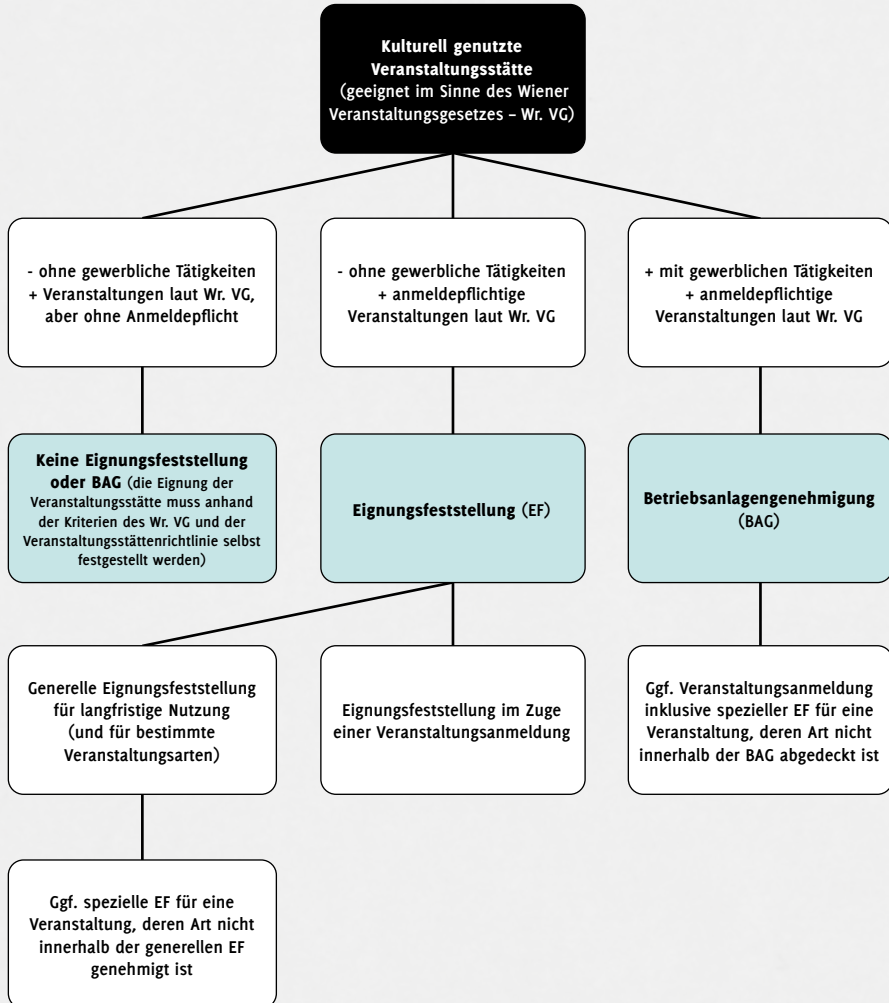 Kulturell genutzte
Veranstaltungsstätte
(geeignet im Sinne des Wiener
Veranstaltungsgesetzes – Wr. VG)
- ohne gewerbliche Tätigkeiten
+ Veranstaltungen laut Wr. VG,
aber ohne Anmeldepflicht
- ohne gewerbliche Tätigkeiten
+ anmeldepflichtige
Veranstaltungen laut Wr. VG
+ mit gewerblichen Tätigkeiten
+ anmeldepflichtige
Veranstaltungen laut Wr. VG
Keine Eignungsfeststellung
oder BAG (die Eignung der
Veranstaltungsstätte muss anhand
der Kriterien des Wr. VG und der
Veranstaltungsstättenrichtlinie selbst
festgestellt werden)
Eignungsfeststellung (EF)
Betriebsanlagengenehmigung
(BAG)
Generelle Eignungsfeststellung
für langfristige Nutzung
(und für bestimmte
Veranstaltungsarten)
Eignungsfeststellung im Zuge
einer Veranstaltungsanmeldung
Ggf. Veranstaltungsanmeldung
inklusive spezieller EF für eine
Veranstaltung, deren Art nicht
innerhalb der BAG abgedeckt ist
Ggf. spezielle EF für eine
Veranstaltung, deren Art nicht
innerhalb der generellen EF
genehmigt ist